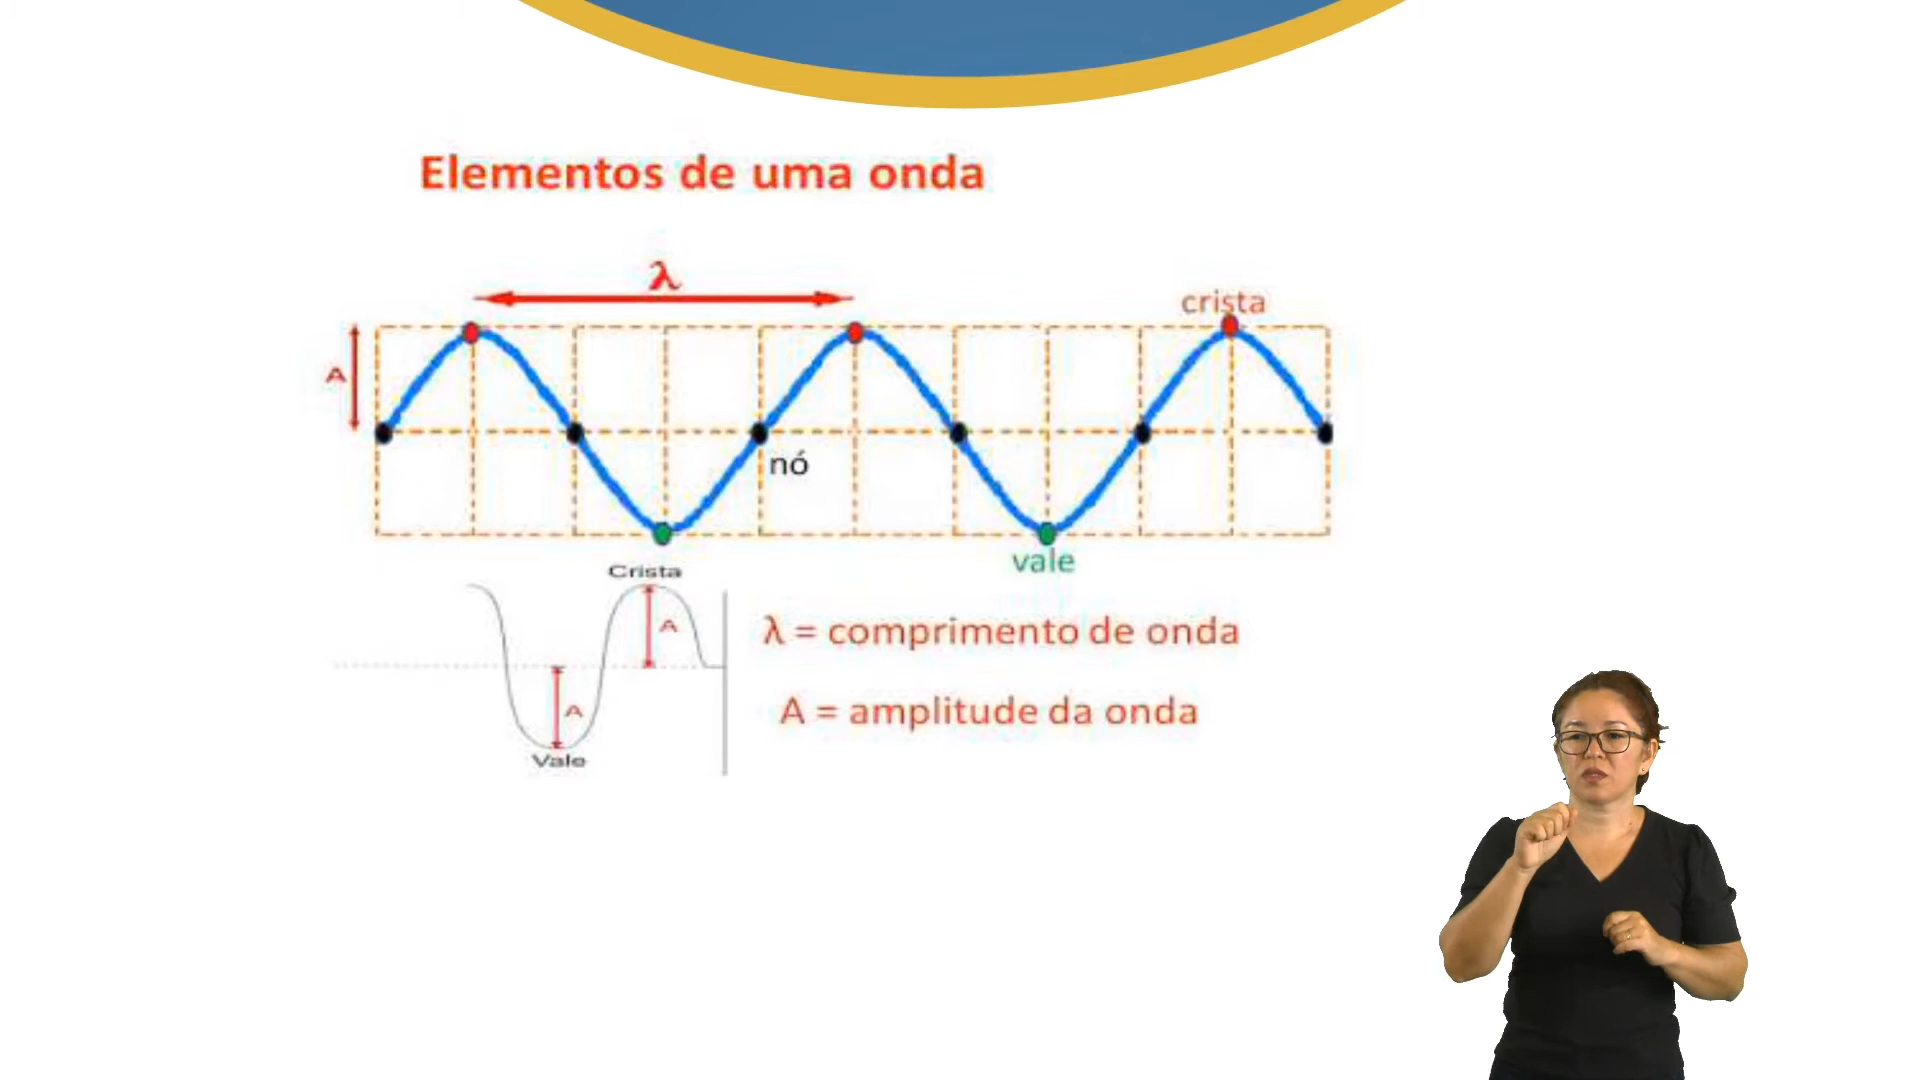 Elementos de uma onda
λ
crista
A
nó
vale
Crista
A
λ = comprimento de onda
A
A = amplitude da onda
Vale